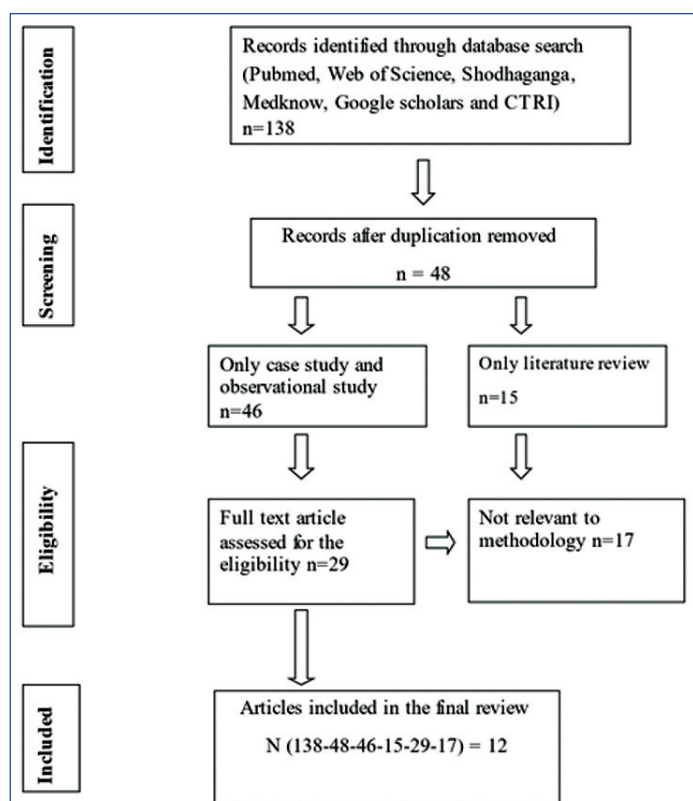 Identification
Records identified through database search
(Pubmed, Web of Science, Shodhaganga,
Medknow, Google scholars and CTRI)
n=138
Screening
Records after duplication removed
n = 48
Only case study and
observational study
n=46
Only literature review
n=15
Eligibility
Full text article
assessed for the
eligibility n=29
Not relevant to
methodology n=17
Included
Articles included in the final review
N (138-48-46-15-29-17) = 12